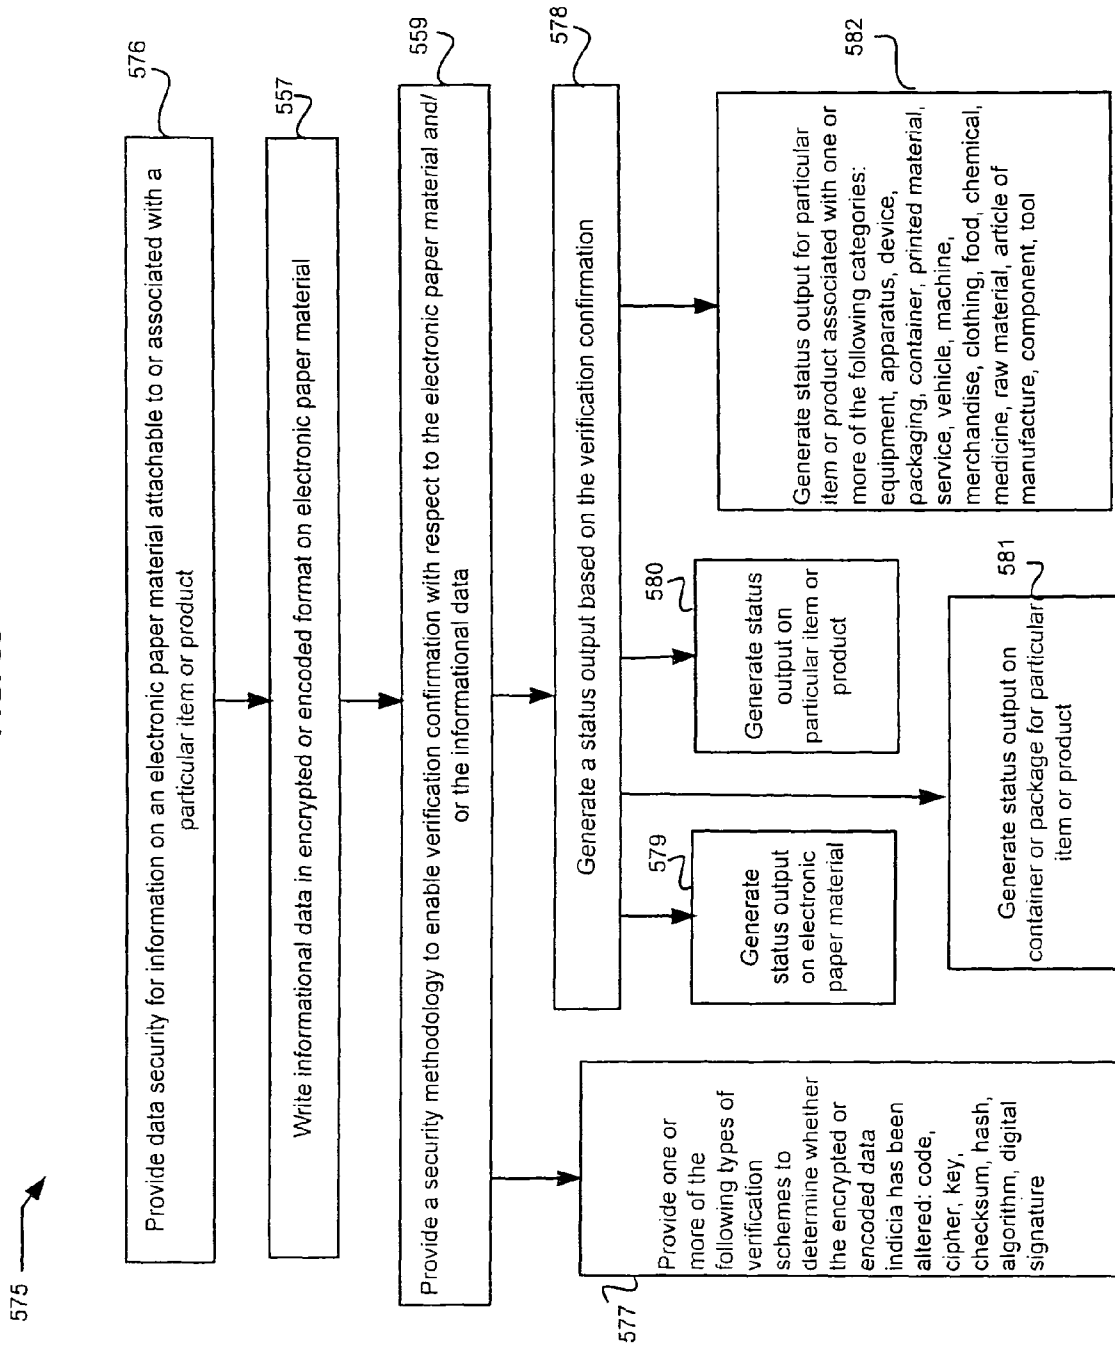 575
576
Provide data security for information on an electronic paper material attachable to or associated with a
particular item or product
557
Write informational data in encrypted or encoded format on electronic paper material
559
Provide a security methodology to enable verification confirmation with respect to the electronic paper material and/
or the informational data
578
Generate a status output based on the verification confirmation
577
Provide one or
more of the
following types of
verification
schemes to
determine whether
the encrypted or
encoded data
indicia has been
altered: code,
cipher, key,
checksum, hash,
algorithm, digital
signature
579
Generate
status output
on electronic
paper material
580
Generate status
output on
particular item or
product
581
Generate status output on
container or package for particular
item or product
582
Generate status output for particular
item or product associated with one or
more of the following categories:
equipment, apparatus, device,
packaging, container, printed material,
service, vehicle, machine,
merchandise, clothing, food, chemical,
medicine, raw material, article of
manufacture, component, tool